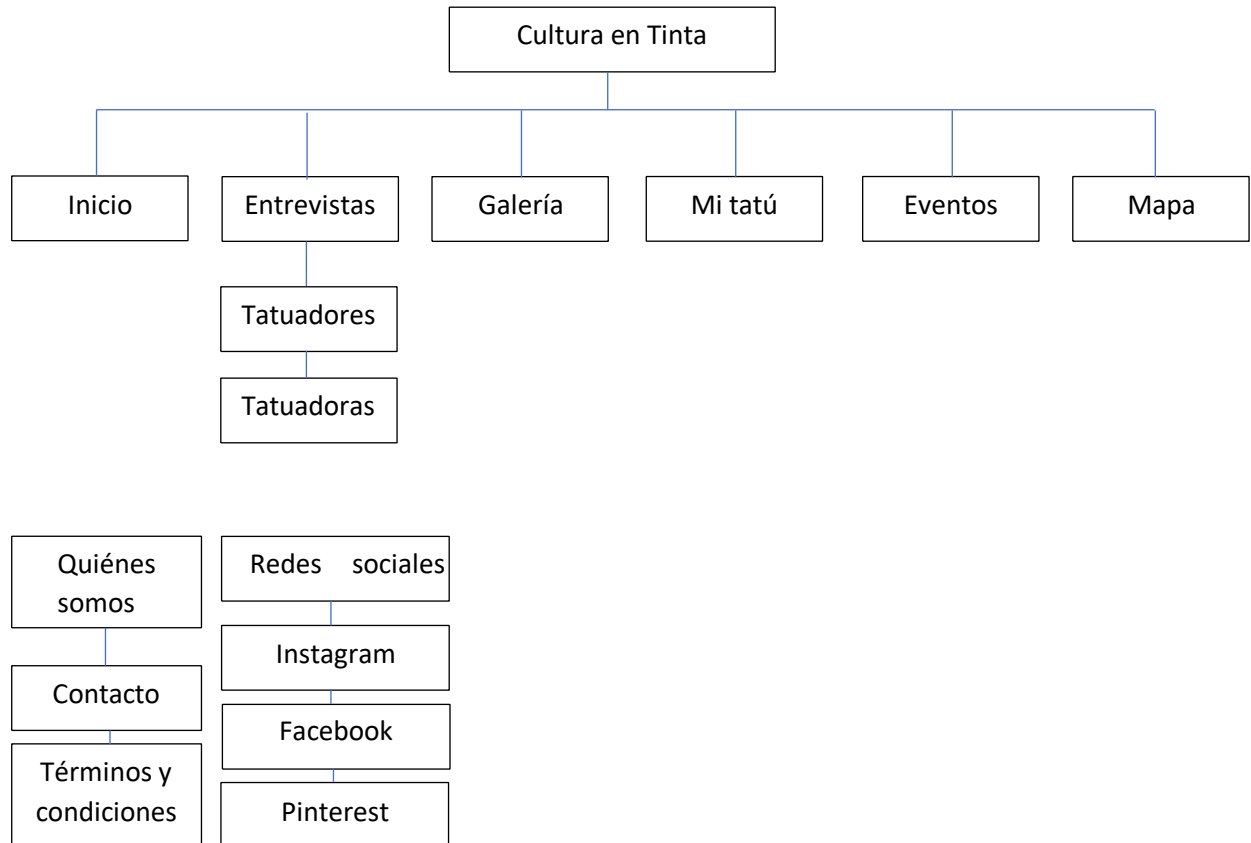 Cultura en Tinta
Inicio
Entrevistas
Galería
Mi tatú
Eventos
Mapa
Tatuadores
Tatuadoras
Quiénes
somos
Contacto
Términos y
condiciones
Redes sociales
Instagram
Facebook
Pinterest